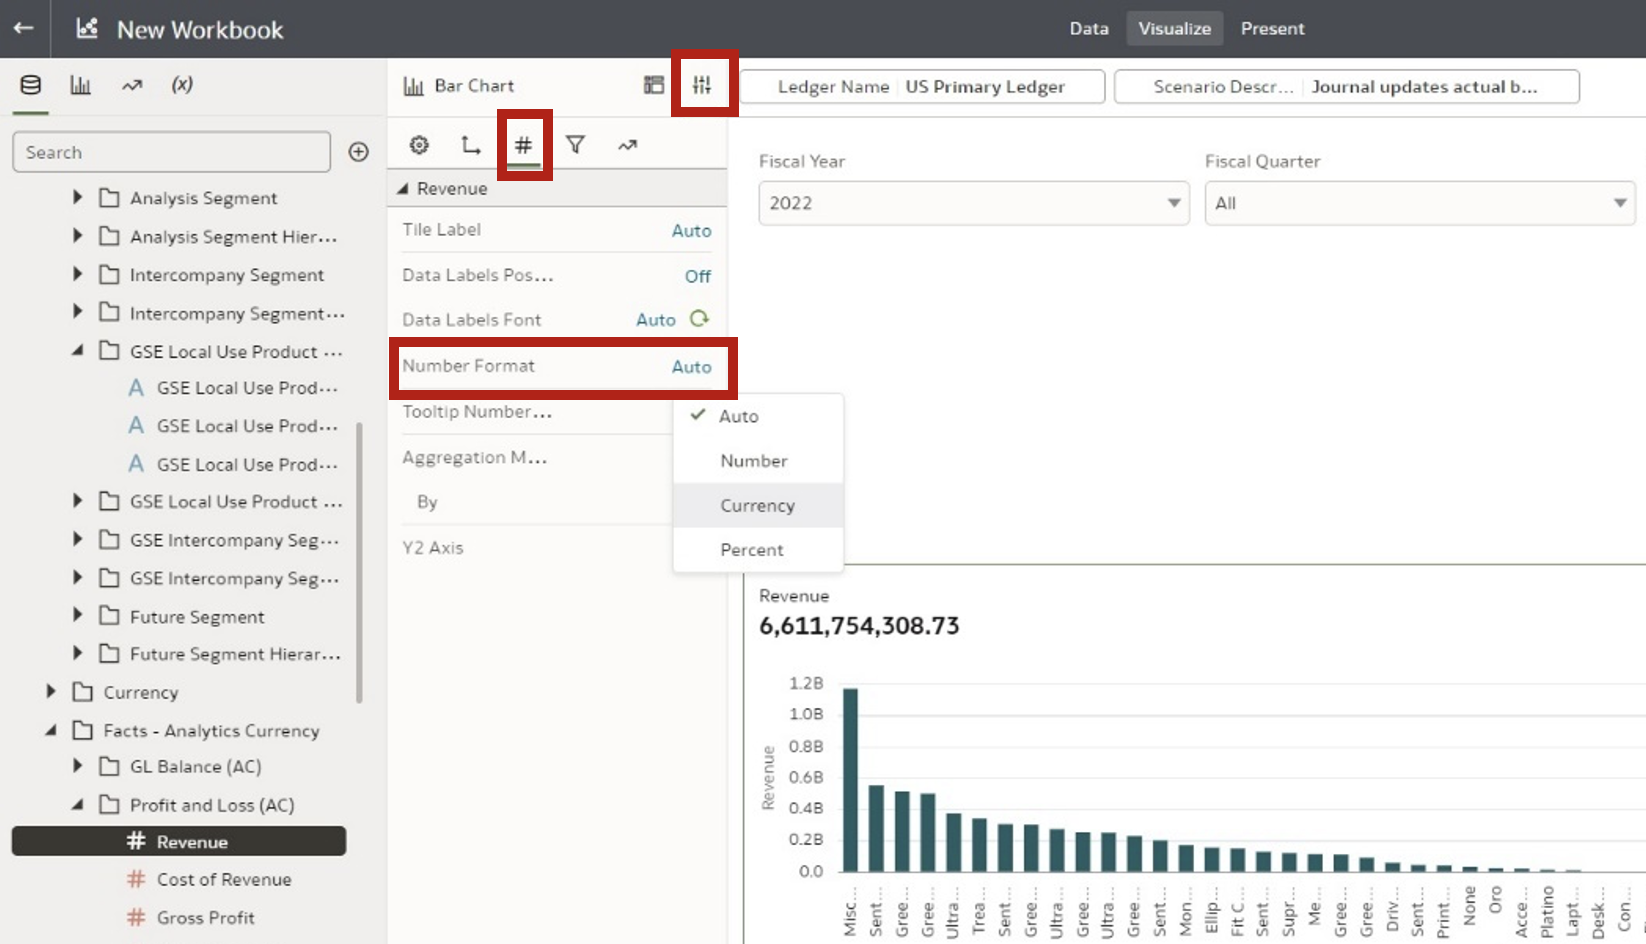 New Workbook
Data Visualize Present
(x)
Bar Chart
Ledger Name US Primary Ledger
Scenario Descr... Journal updates actual b...
Search
Analysis Segment
Analysis Segment Hier...
Intercompany Segment
Intercompany Segment...
GSE Local Use Product ...
GSE Local Use Prod...
GSE Local Use Prod...
GSE Local Use Prod...
GSE Local Use Product ...
GSE Intercompany Seg...
GSE Intercompany Seg...
Future Segment
Future Segment Hierar...
Currency
Facts - Analytics Currency
GL Balance (AC)
Profit and Loss (AC)
# Revenue
# Cost of Revenue
# Gross Profit
#
Revenue
Tile Label Auto
Data Labels Pos... Off
Data Labels Font Auto
Number Format Auto
Tooltip Number...
Aggregation M...
By
Y2 Axis
Auto
Number
Currency
Percent
Fiscal Year
2022
Fiscal Quarter
All
Revenue
6,611,754,308.73
Revenue
1.2B
1.0B
0.8B
0.6B
0.4B
0.2B
0.0
Misc...
Sent...
Gree...
Gree...
Ultra...
Trea...
Sent...
Gree...
Ultra...
Gree...
Ultra...
Gree...
Sent...
Mon...
Ellip...
Fit C...
Sent...
Supr...
Me...
Gree...
Gree...
Driv...
Sent...
Print...
None
Oro
Acce...
Platino
Lapt...
Desk...
Con...